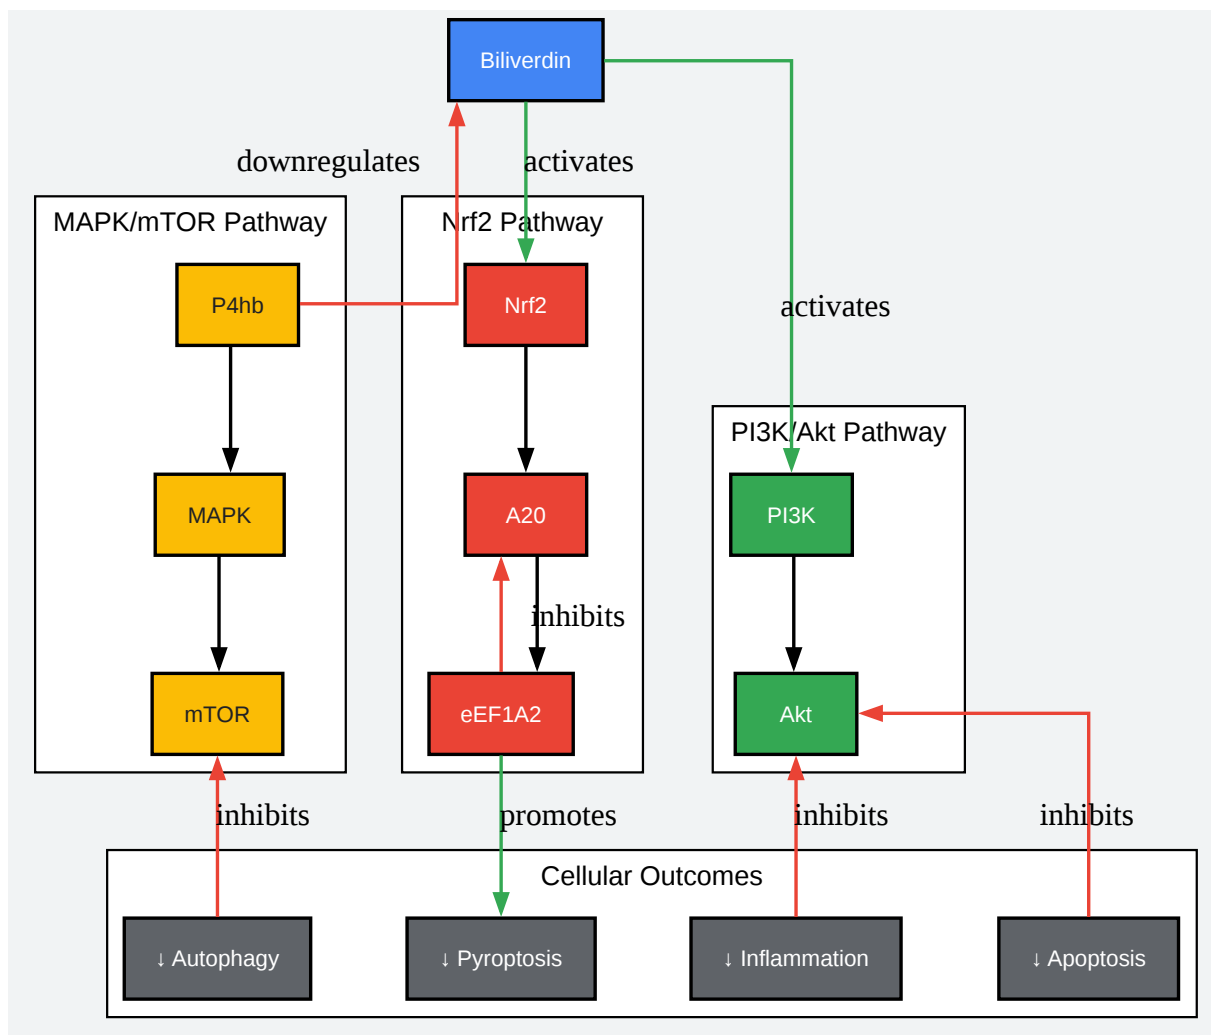 Biliverdin
downregulates
activates
MAPK/mTOR Pathway
Nrf2 Pathway
P4hb
Nrf2
activates
PI3K/Akt Pathway
MAPK
A20
PI3K
inhibits
mTOR
eEF1A2
Akt
inhibits
promotes
inhibits
inhibits
Cellular Outcomes
↓ Autophagy
↓ Pyroptosis
↓ Inflammation
↓ Apoptosis